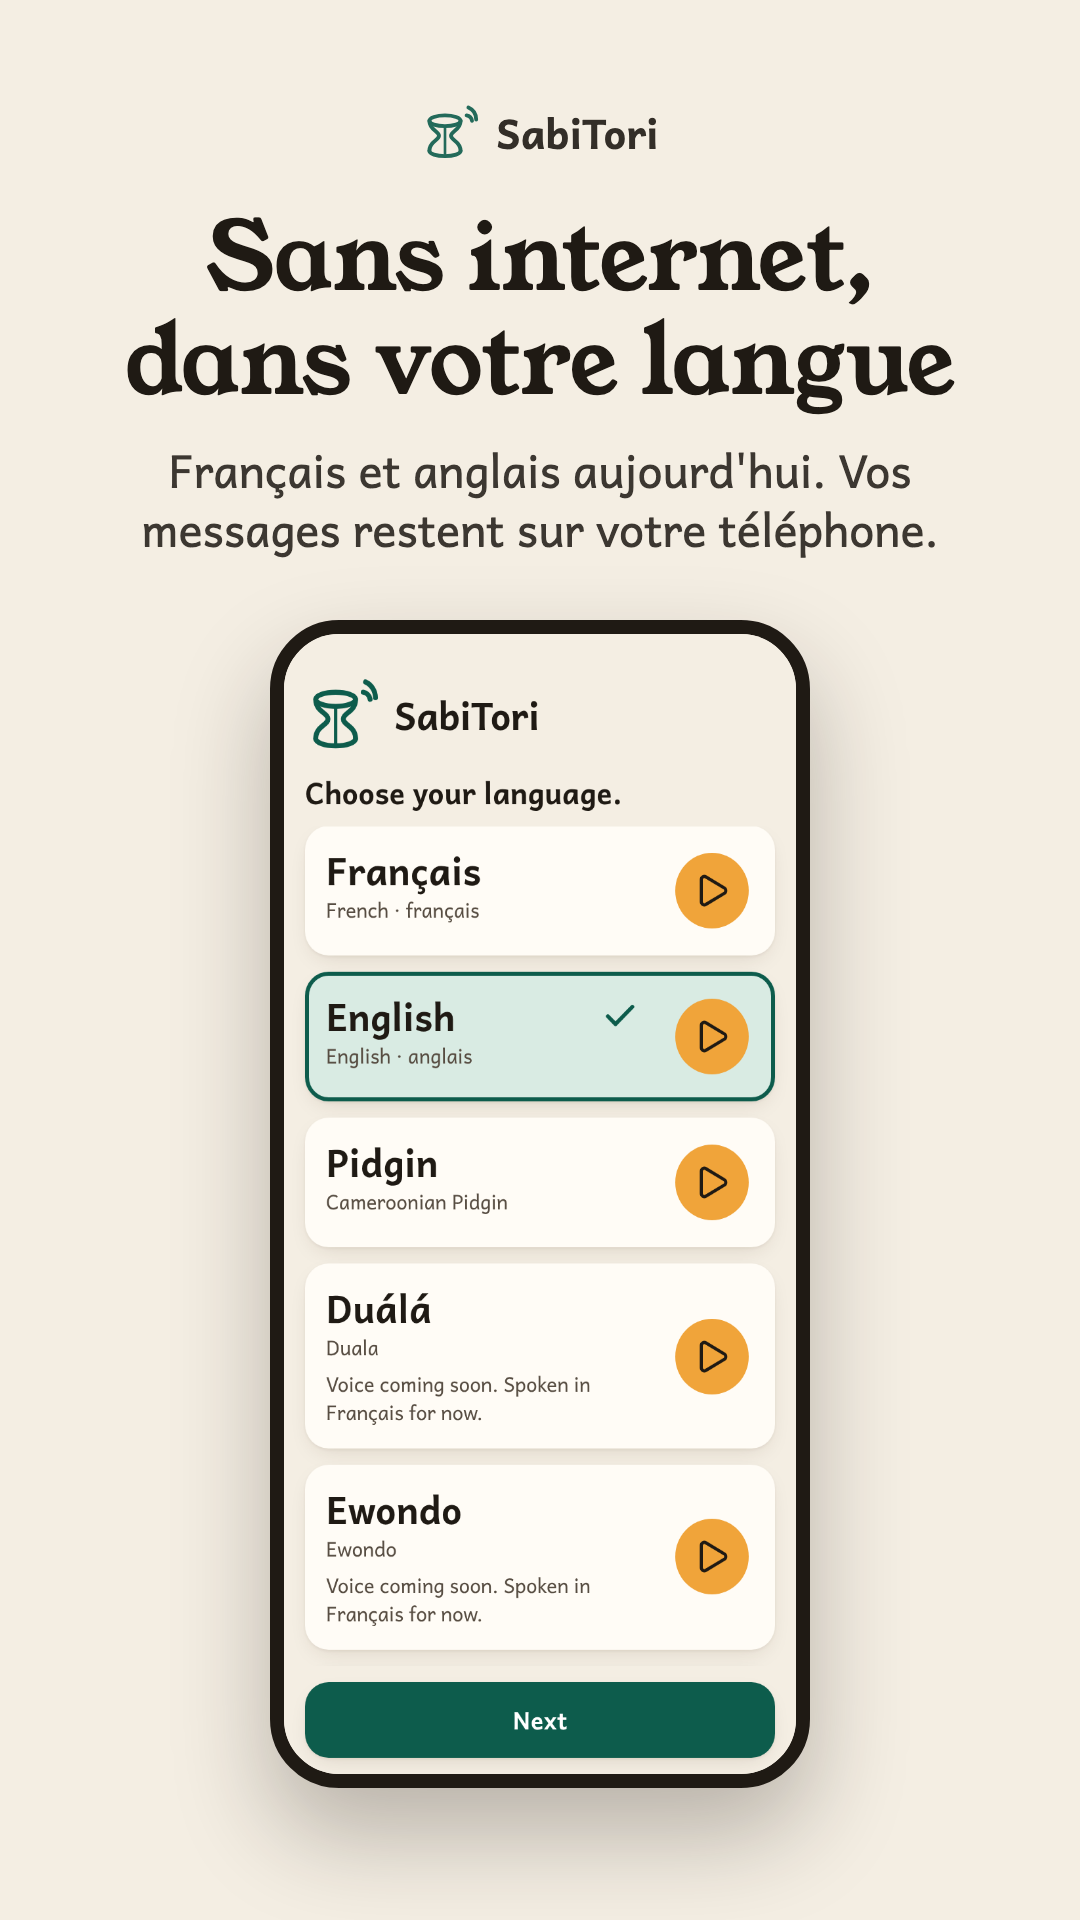 SabiTori
Sans internet,
dans votre langue
Français et anglais aujourd'hui. Vos
messages restent sur votre téléphone.
SabiTori
Choose your language.
Français
French · français
English
English · anglais
Pidgin
Cameroonian Pidgin
Duálá
Duala
Voice coming soon. Spoken in
Français for now.
Ewondo
Ewondo
Voice coming soon. Spoken in
Français for now.
Next